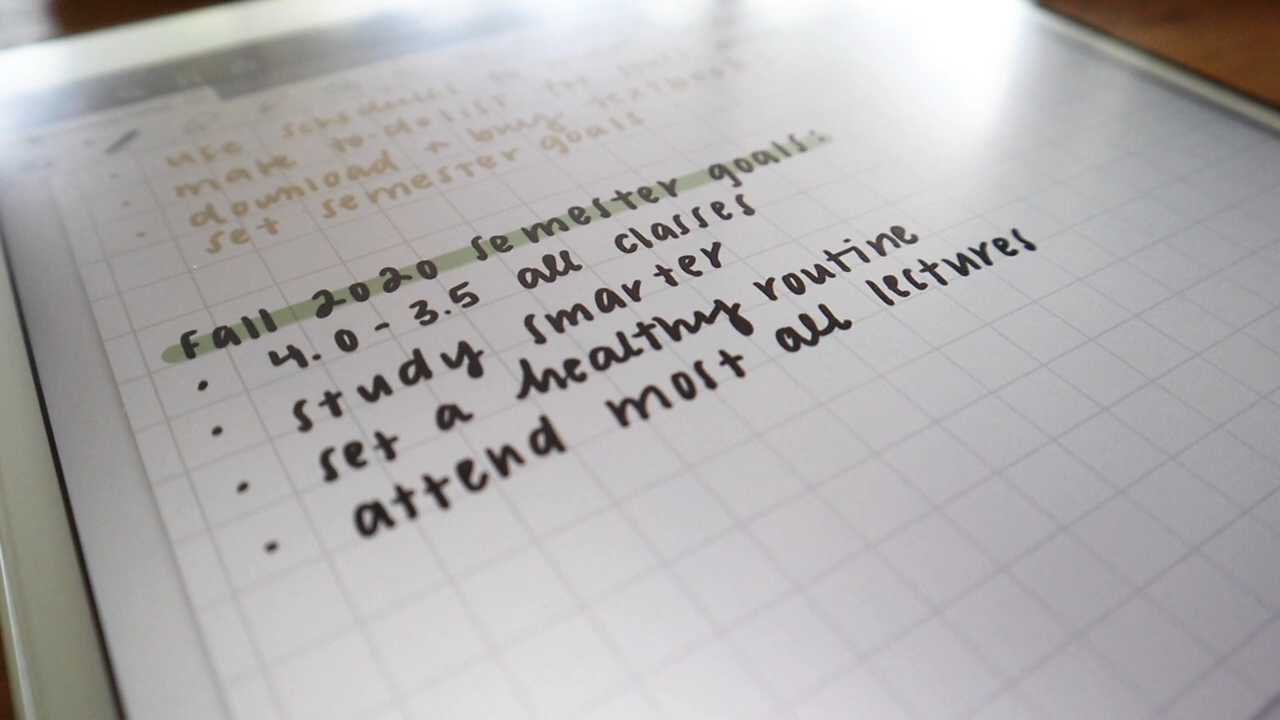 use schedules to
make to-do list for
download + buy textbook
set semester goals
Fall 2020 semester goals:
• 4.0 - 3.5 all classes
• study smarter
• set a healthy routine
• attend most all lectures